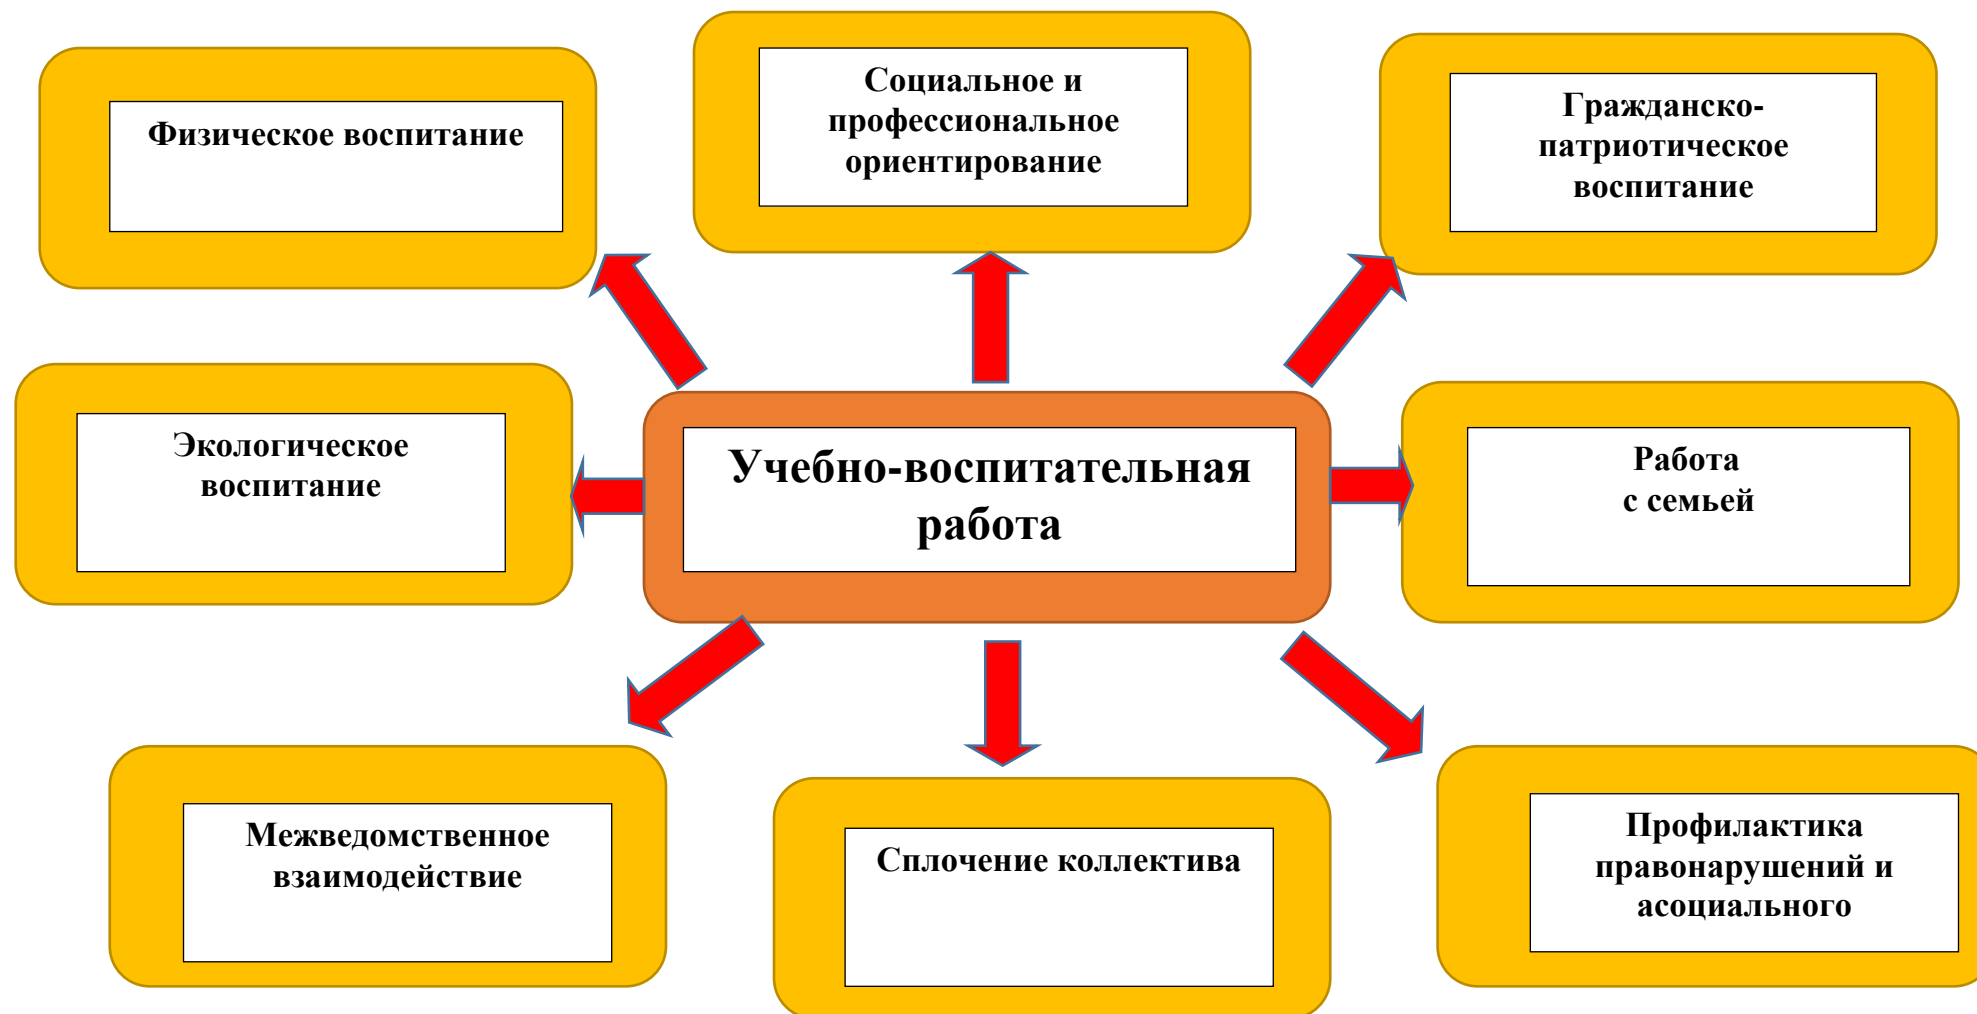 Физическое воспитание
Социальное и
профессиональное
ориентирование
Гражданско-
патриотическое
воспитание
Экологическое
воспитание
Учебно-воспитательная
работа
Работа
с семьей
Межведомственное
взаимодействие
Сплочение коллектива
Профилактика
правонарушений и
асоциального